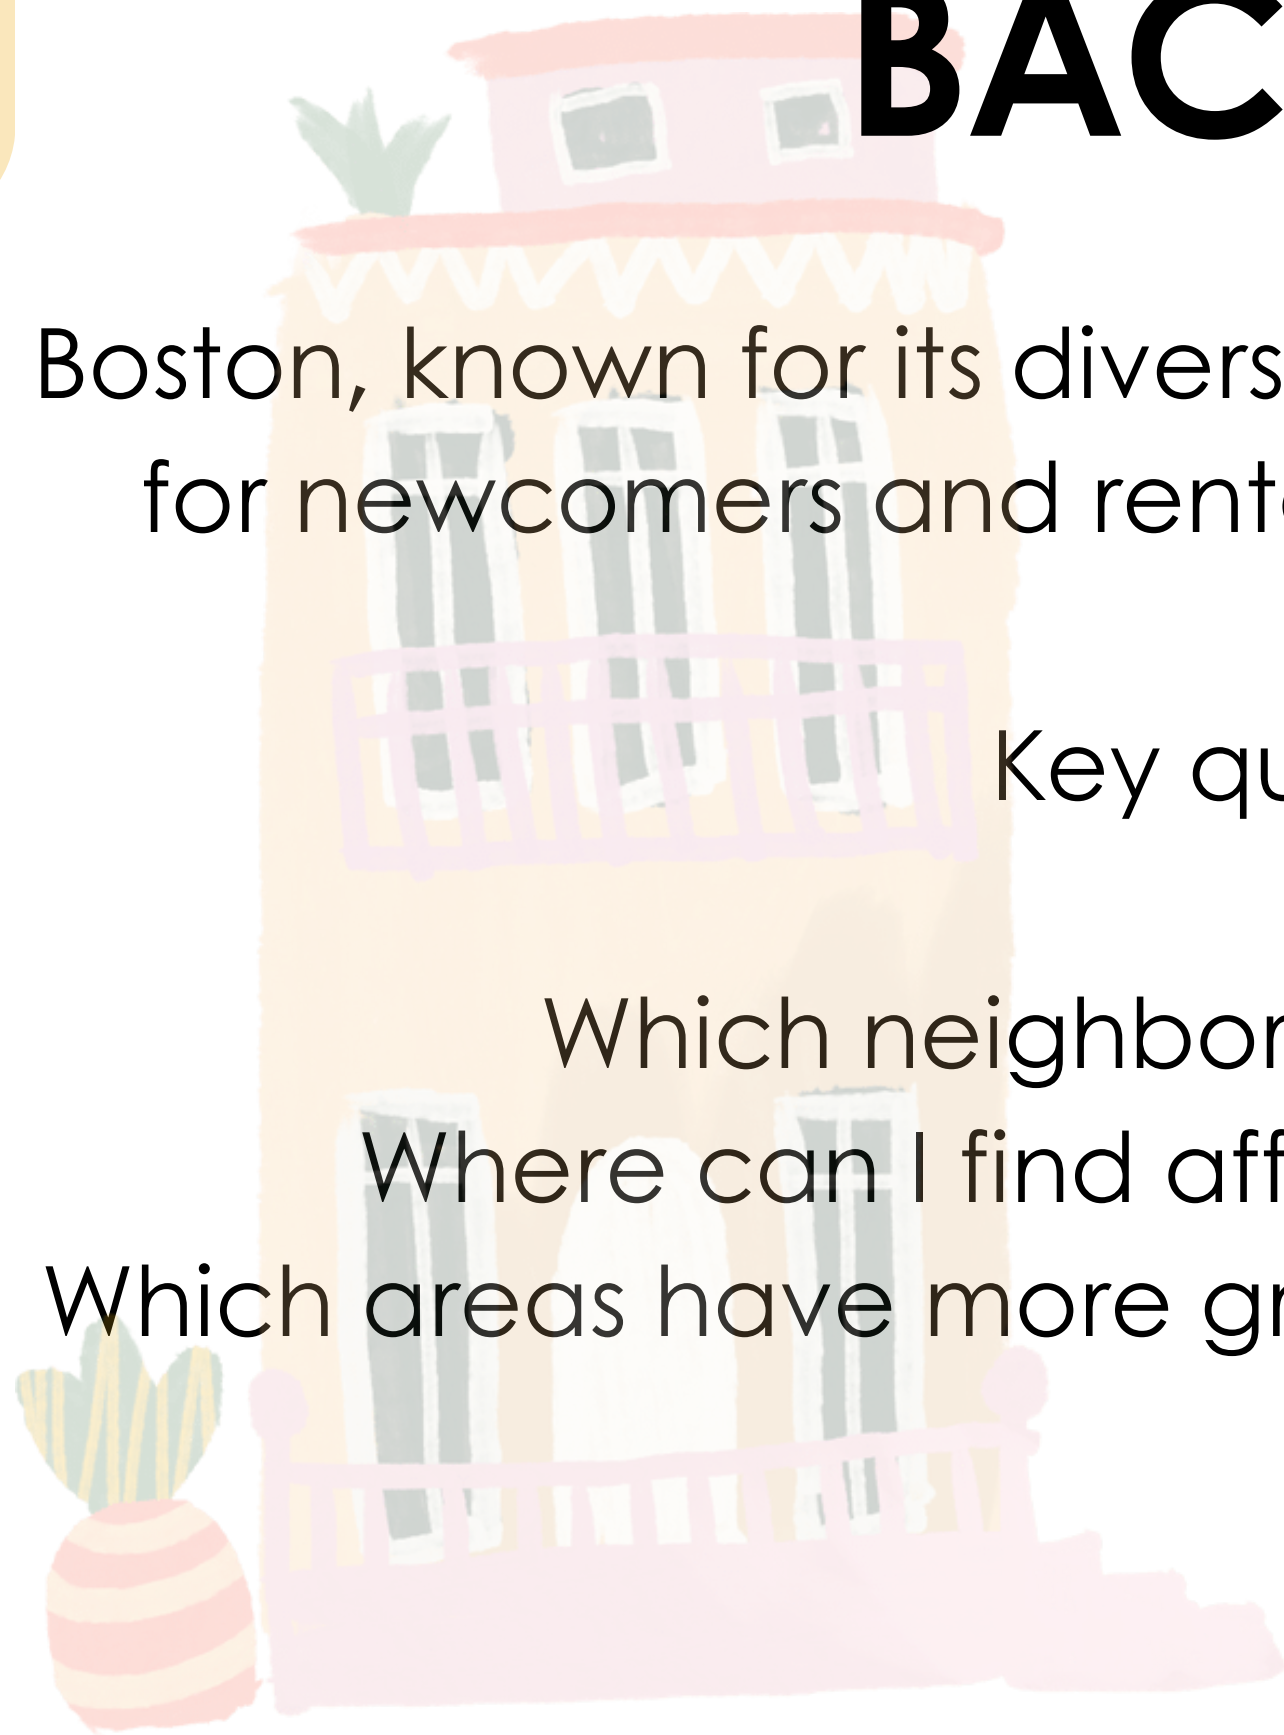 BAC
Boston, known for its divers
for newcomers and rent
Key qu
Which neighbor
Where can I find aff
Which areas have more gr